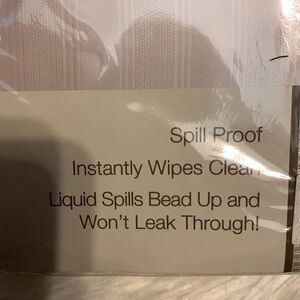 Spill Proof
Instantly Wipes Clean
Liquid Spills Bead Up and
Won't Leak Through!